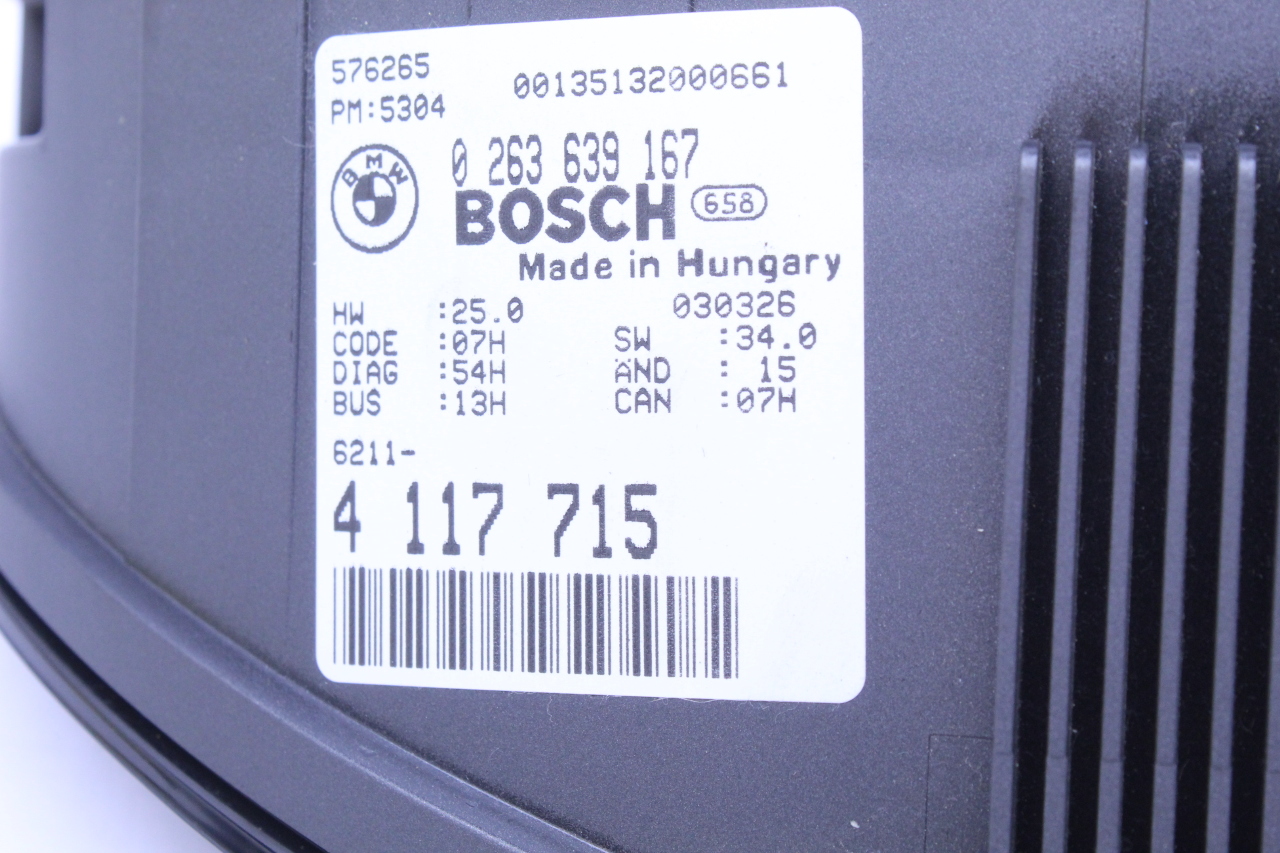 576265 00135132000661
PM:5304
BMW
0 263 639 167
BOSCH 658
Made in Hungary
HW :25.0 030326
CODE :07H SW :34.0
DIAG :54H ÄND : 15
BUS :13H CAN :07H
6211-
4 117 715